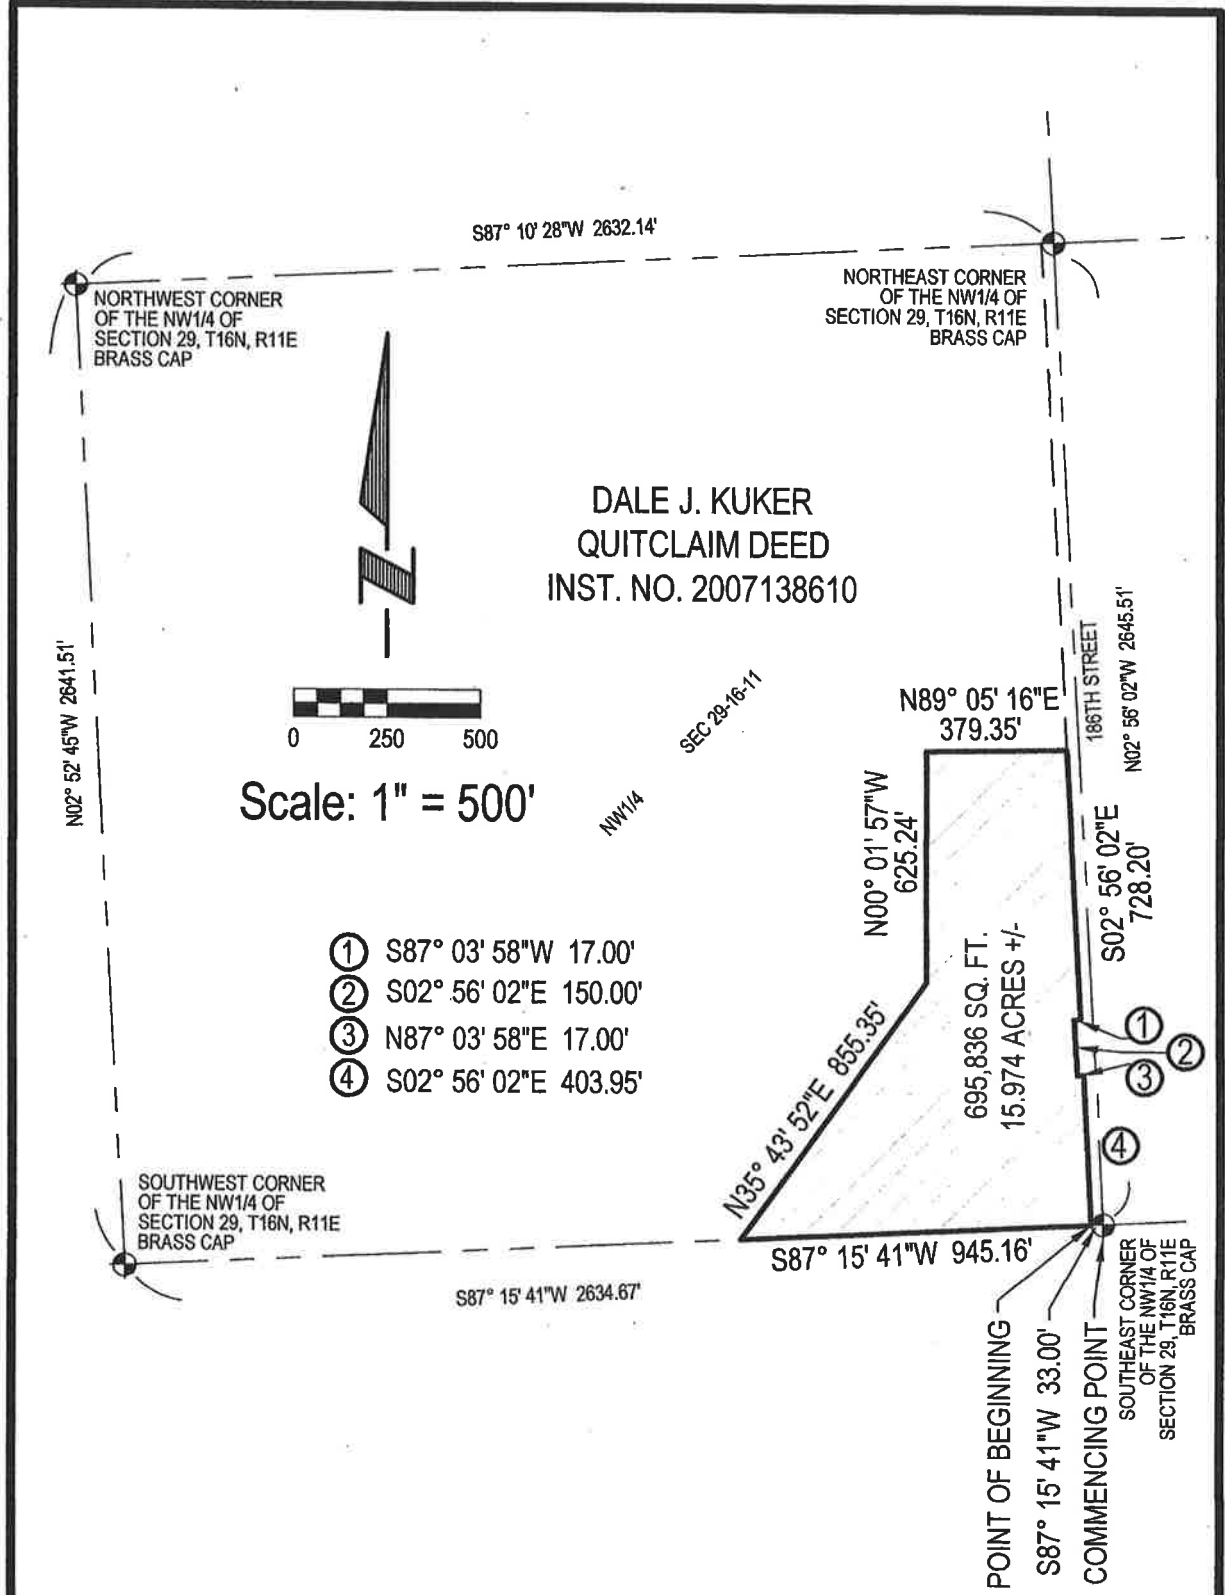 S87° 10' 28"W 2632.14'
NORTHWEST CORNER
OF THE NW1/4 OF
SECTION 29, T16N, R11E
BRASS CAP
NORTHEAST CORNER
OF THE NW1/4 OF
SECTION 29, T16N, R11E
BRASS CAP
DALE J. KUKER
QUITCLAIM DEED
INST. NO. 2007138610
N02° 52' 45"W 2641.51'
0 250 500
Scale: 1" = 500'
SEC 29-16-11
NW1/4
186TH STREET
N02° 56' 02"W 2645.51'
N89° 05' 16"E
379.35'
N00° 01' 57"W
625.24'
S02° 56' 02"E
728.20'
695,836 SQ. FT.
15.974 ACRES +/-
N35° 43' 52"E 855.35'
1 S87° 03' 58"W 17.00'
2 S02° 56' 02"E 150.00'
3 N87° 03' 58"E 17.00'
4 S02° 56' 02"E 403.95'
1
2
3
4
SOUTHWEST CORNER
OF THE NW1/4 OF
SECTION 29, T16N, R11E
BRASS CAP
S87° 15' 41"W 2634.67'
S87° 15' 41"W 945.16'
POINT OF BEGINNING
S87° 15' 41"W 33.00'
COMMENCING POINT
SOUTHEAST CORNER
OF THE NW1/4 OF
SECTION 29, T16N, R11E
BRASS CAP